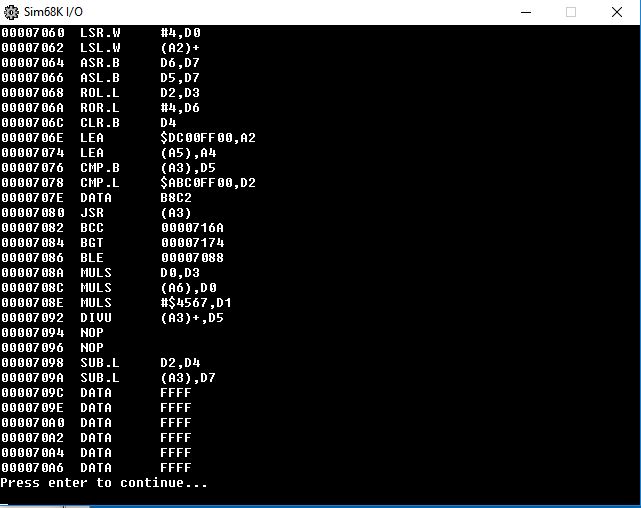 Sim68K I/O
00007060 LSR.W #4,D0
00007062 LSL.W (A2)+
00007064 ASR.B D6,D7
00007066 ASL.B D5,D7
00007068 ROL.L D2,D3
0000706A ROR.L #4,D6
0000706C CLR.B D4
0000706E LEA $DC00FF00,A2
00007074 LEA (A5),A4
00007076 CMP.B (A3),D5
00007078 CMP.L $ABC0FF00,D2
0000707E DATA B8C2
00007080 JSR (A3)
00007082 BCC 0000716A
00007084 BGT 00007174
00007086 BLE 00007088
0000708A MULS D0,D3
0000708C MULS (A6),D0
0000708E MULS #$4567,D1
00007092 DIVU (A3)+,D5
00007094 NOP
00007096 NOP
00007098 SUB.L D2,D4
0000709A SUB.L (A3),D7
0000709C DATA FFFF
0000709E DATA FFFF
000070A0 DATA FFFF
000070A2 DATA FFFF
000070A4 DATA FFFF
000070A6 DATA FFFF
Press enter to continue...